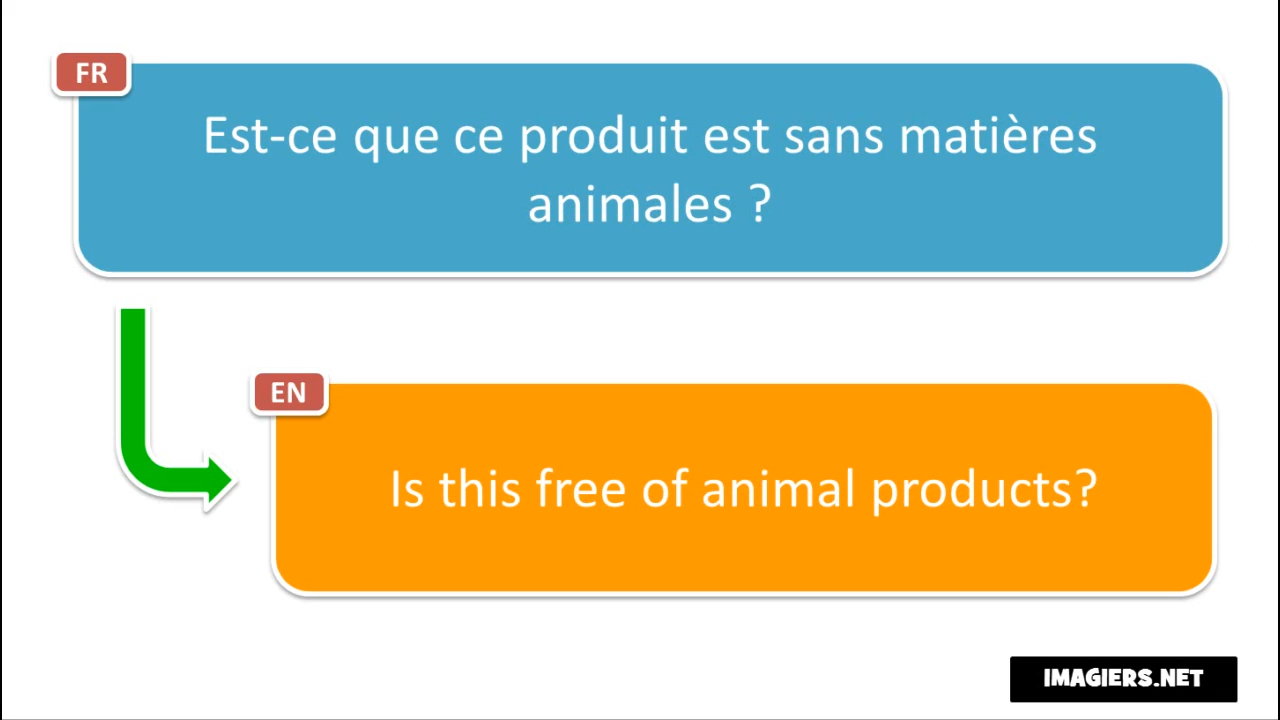 FR
Est-ce que ce produit est sans matières
animales ?
EN
Is this free of animal products?
IMAGIERS.NET